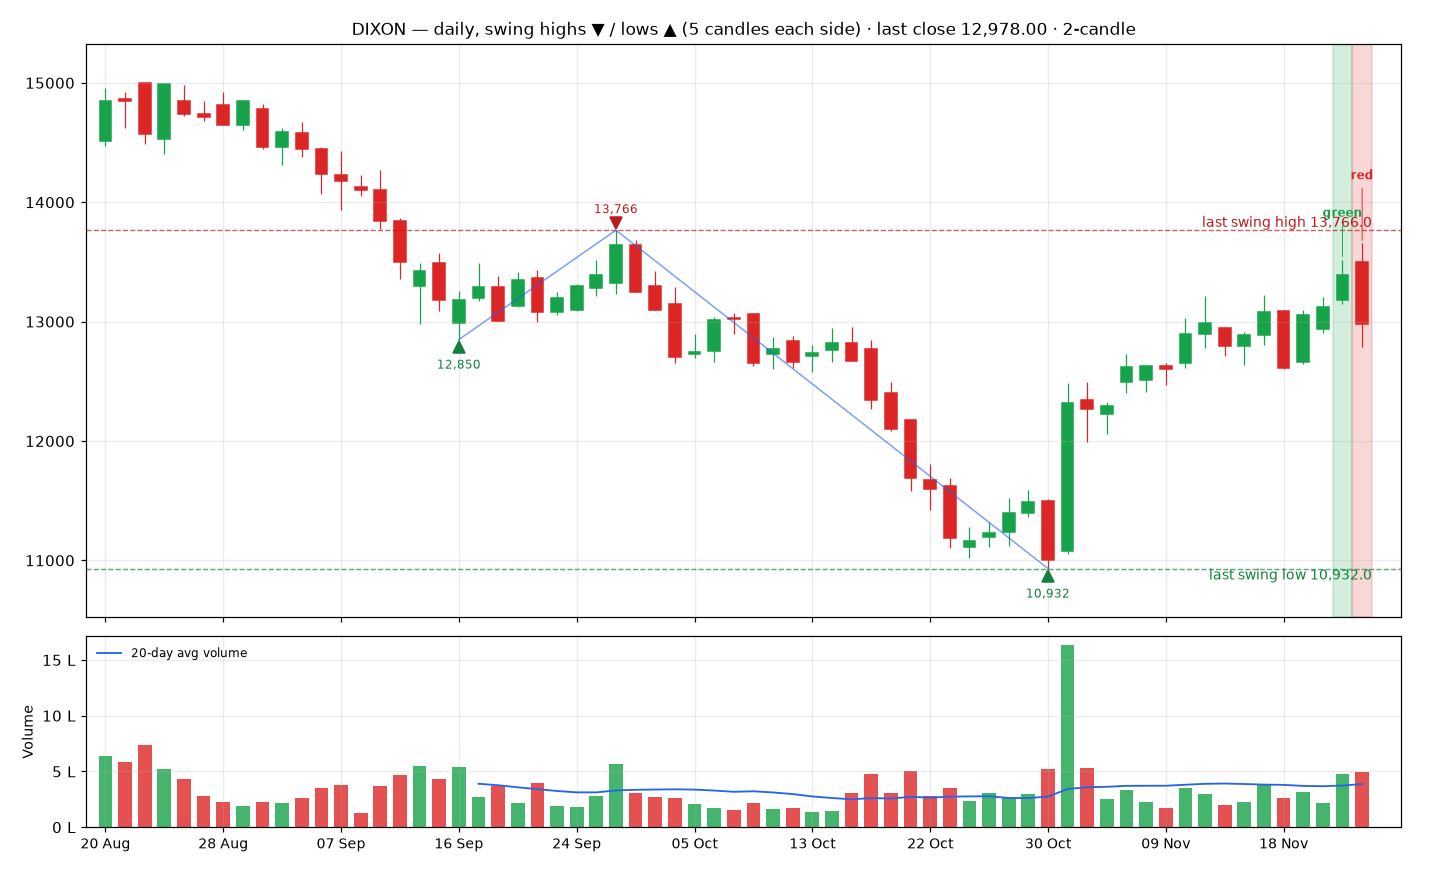 DIXON — daily, swing highs ▼ / lows ▲ (5 candles each side) · last close 12,978.00 · 2-candle
15000
14000
13000
12000
11000
red
green
last swing high 13,766.0
13,766
12,850
last swing low 10,932.0
10,932
20-day avg volume
Volume
15 L
10 L
5 L
0 L
20 Aug
28 Aug
07 Sep
16 Sep
24 Sep
05 Oct
13 Oct
22 Oct
30 Oct
09 Nov
18 Nov